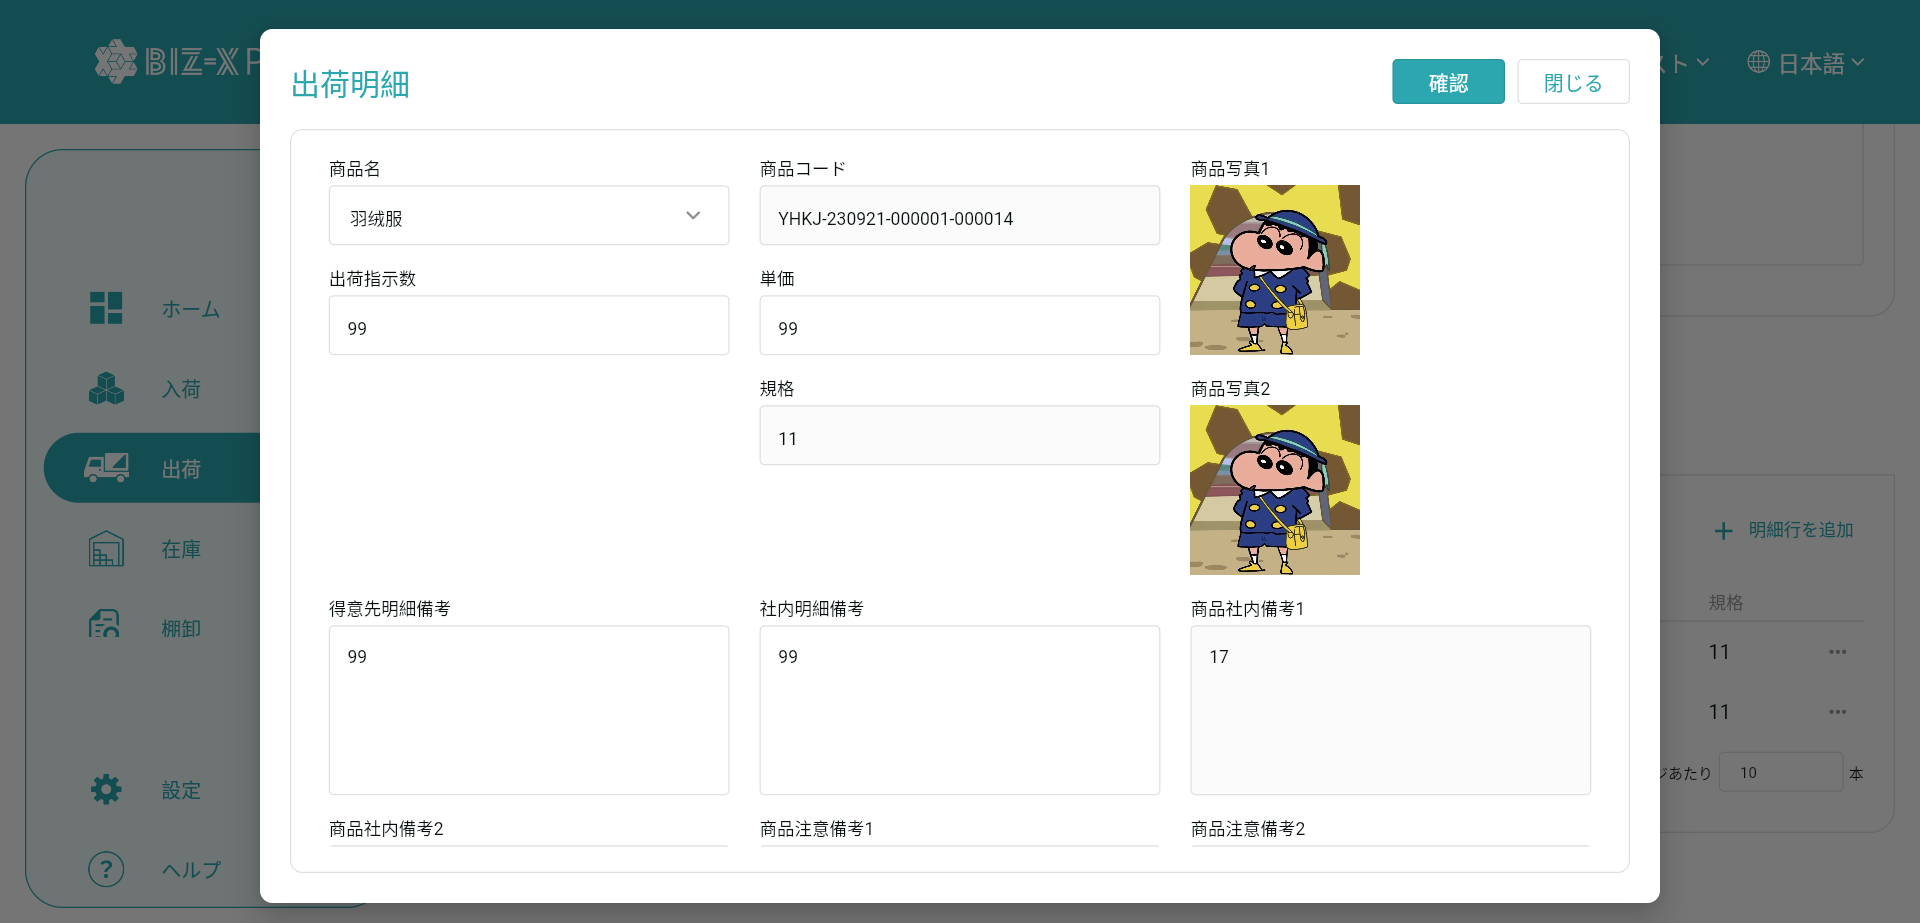 BIZ-X P
スト
日本語
出荷明細
確認
閉じる
ホーム
入荷
出荷
在庫
棚卸
設定
ヘルプ
商品名
羽绒服
商品コード
YHKJ-230921-000001-000014
商品写真1
出荷指示数
99
単価
99
規格
11
商品写真2
得意先明細備考
99
社内明細備考
99
商品社内備考1
17
商品社内備考2
商品注意備考1
商品注意備考2
明細行を追加
規格
11
11
ジあたり
10
本